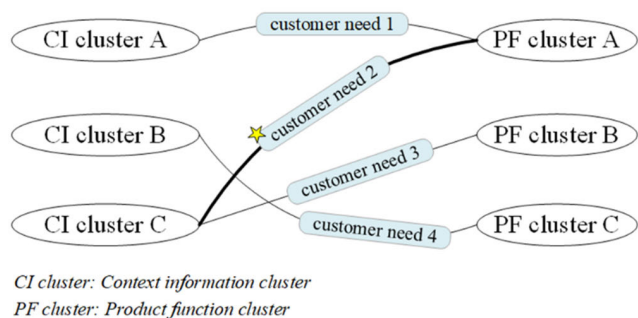 CI cluster A
customer need 1
PF cluster A
customer need 2
CI cluster B
PF cluster B
customer need 3
CI cluster C
customer need 4
PF cluster C
CI cluster: Context information cluster
PF cluster: Product function cluster